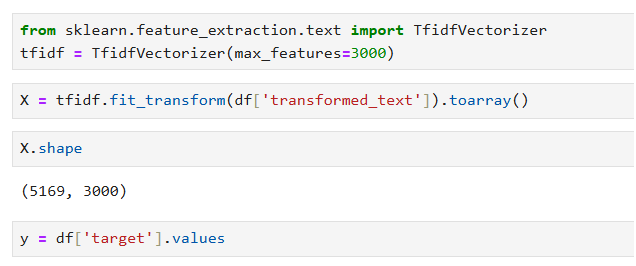 from sklearn.feature_extraction.text import TfidfVectorizer
tfidf = TfidfVectorizer(max_features=3000)
X = tfidf.fit_transform(df['transformed_text']).toarray()
X.shape
(5169, 3000)
y = df['target'].values